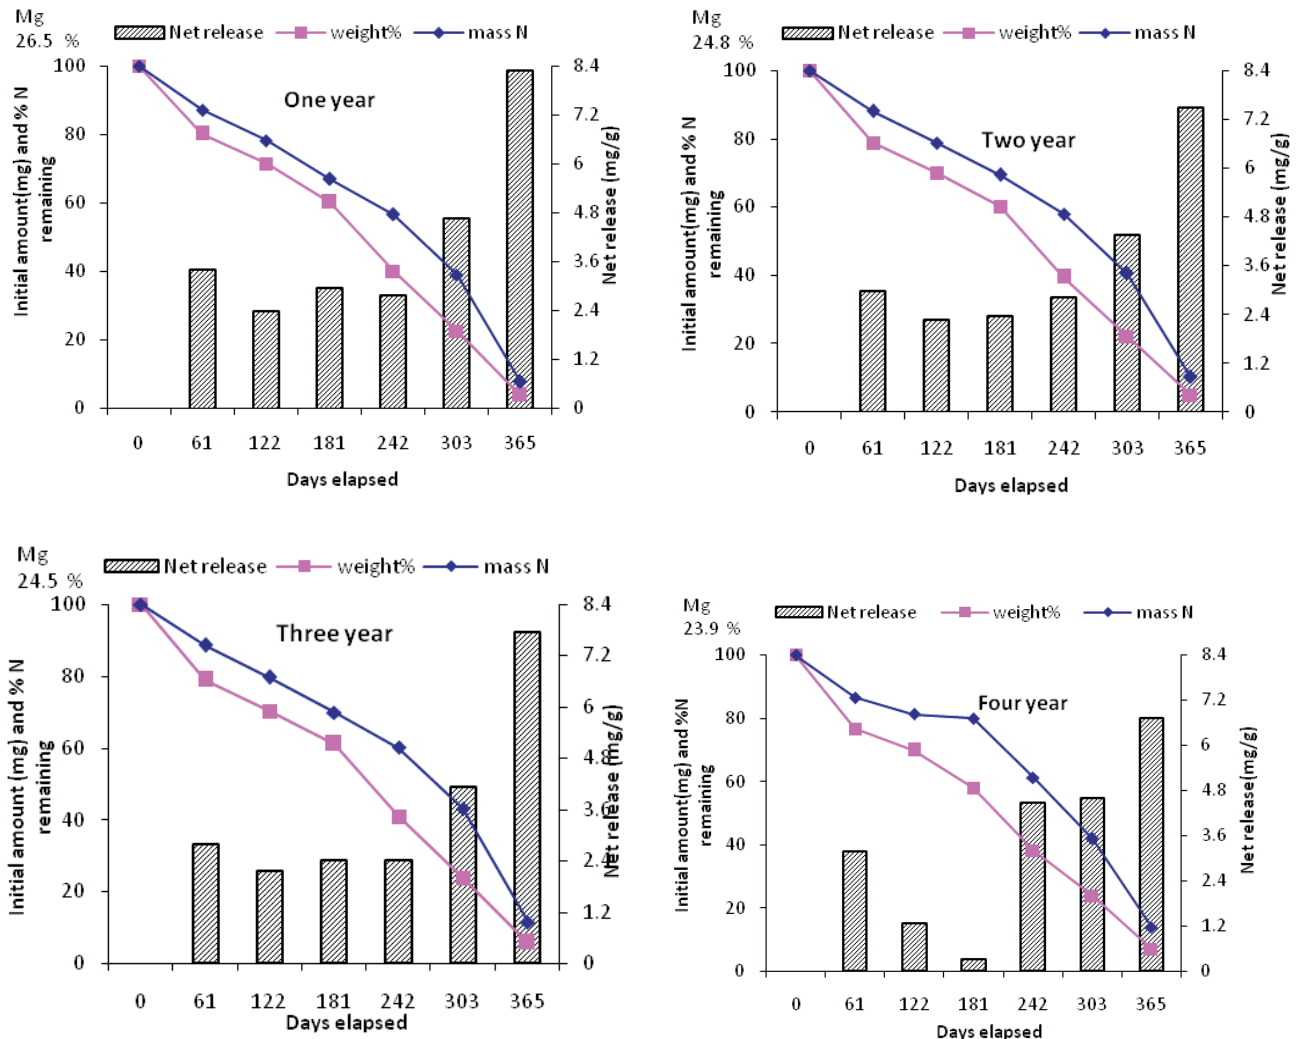 Mg
26.5 %
Net release
weight%
mass N
One year
Initial amount(mg) and % N
remaining
100
80
60
40
20
0
8.4
7.2
6
4.8
3.6
2.4
1.2
0
Net release (mg/g)
0 61 122 181 242 303 365
Days elapsed
Mg
24.8 %
Net release
weight%
mass N
Two year
Initial amount(mg) and % N
remaining
100
80
60
40
20
0
8.4
7.2
6
4.8
3.6
2.4
1.2
0
Net release (mg/g)
0 61 122 181 242 303 365
Days elapsed
Mg
24.5 %
Net release
weight%
mass N
Three year
Initial amount (mg) and % N
remaining
100
80
60
40
20
0
8.4
7.2
6
4.8
3.6
2.4
1.2
0
Net release (mg/g)
0 61 122 181 242 303 365
Days elapsed
Mg
23.9 %
Net release
weight%
mass N
Four year
Initial amount(mg) and %N
remaining
100
80
60
40
20
0
8.4
7.2
6
4.8
3.6
2.4
1.2
0
Net release(mg/g)
0 61 122 181 242 303 365
Days elapsed